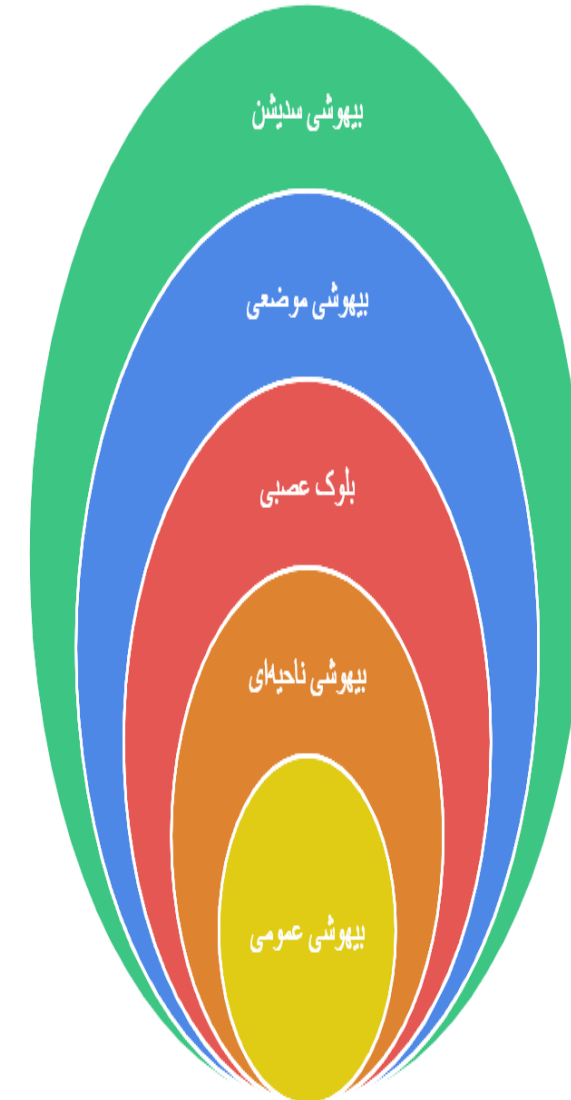 بیهوشی سدیشن
بیهوشی موضعی
بلوک عصبی
بیهوشی ناحیه‌ای
بیهوشی عمومی